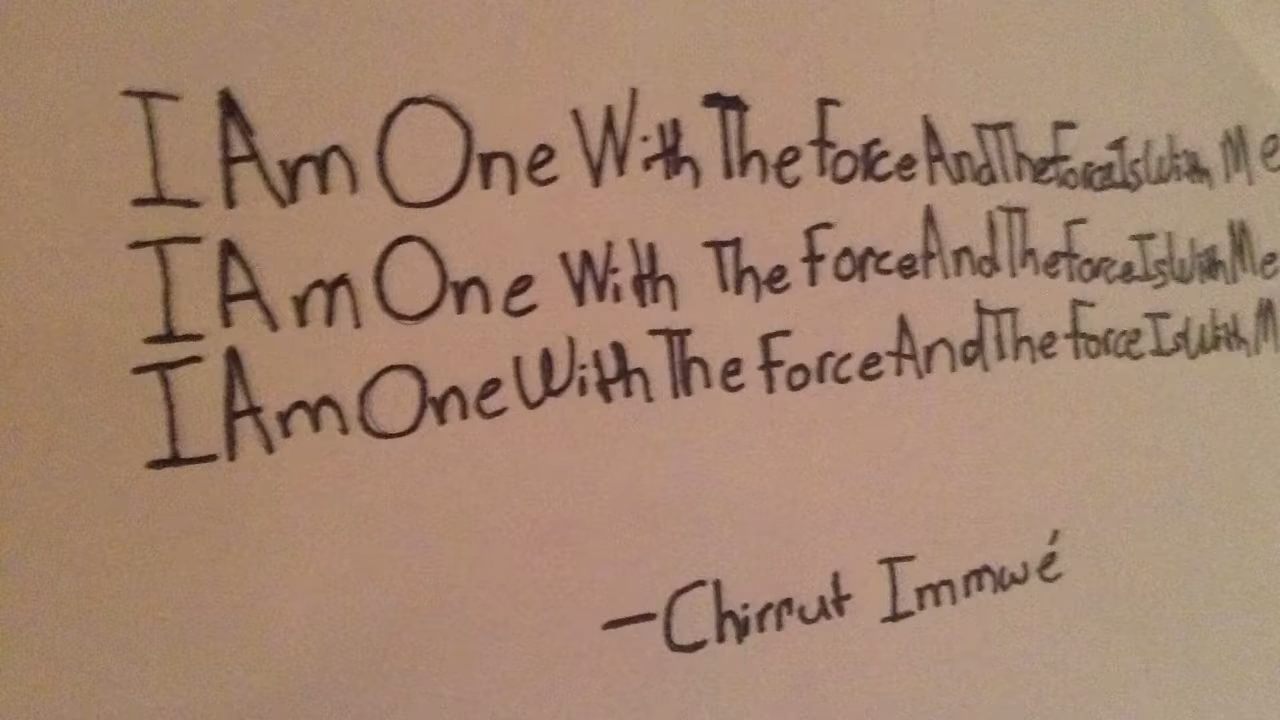 I Am One With The Force And The Force Is With Me
I Am One With The Force And The Force Is With Me
I Am One With The Force And The Force Is With M
—Chirrut Immwé